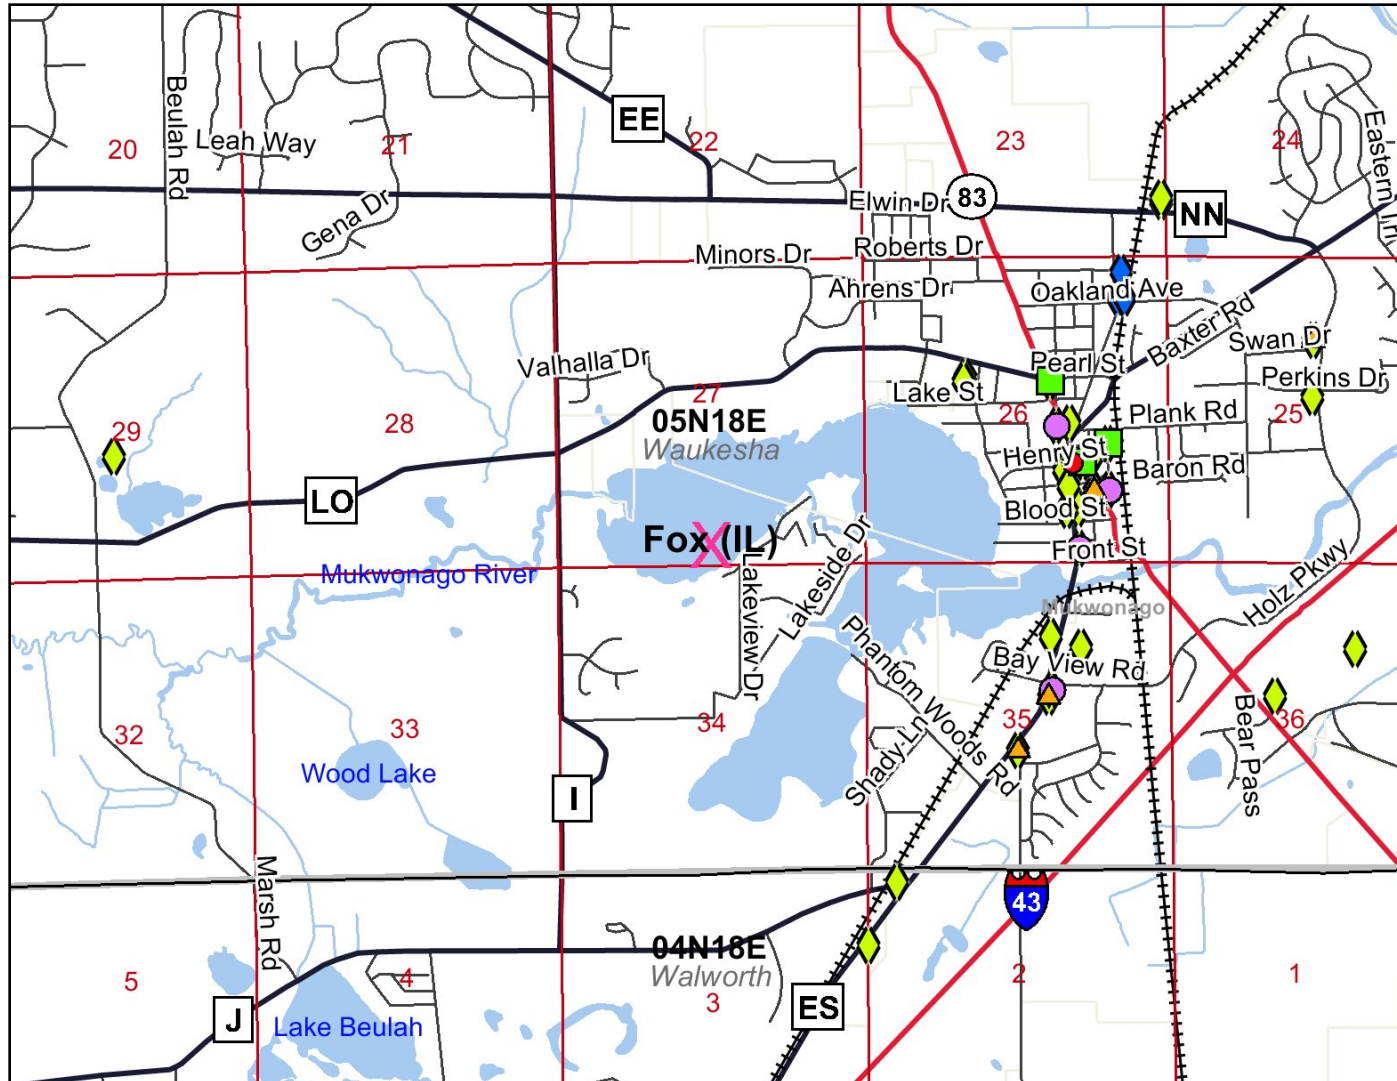 EE
Beulah Rd
Leah Way
20
21
22
23
24
Eastern Trl
Gena Dr
Elwin Dr
83
NN
Minors Dr
Roberts Dr
Ahrens Dr
Oakland Ave
Baxter Rd
Swan Dr
Valhalla Dr
Pearl St
Lake St
Perkins Dr
27
05N18E
Waukesha
26
Plank Rd
25
29
28
Henry St
Baron Rd
LO
Blood St
Fox (IL)
X
Front St
Mukwonago River
Lakeview Dr
Lakeside Dr
Holz Pkwy
Mukwonago
Phantom Woods Rd
Bay View Rd
32
33
34
35
36
Shady Ln
Bear Pass
Wood Lake
I
Marsh Rd
43
04N18E
Walworth
5
4
3
2
1
J
Lake Beulah
ES